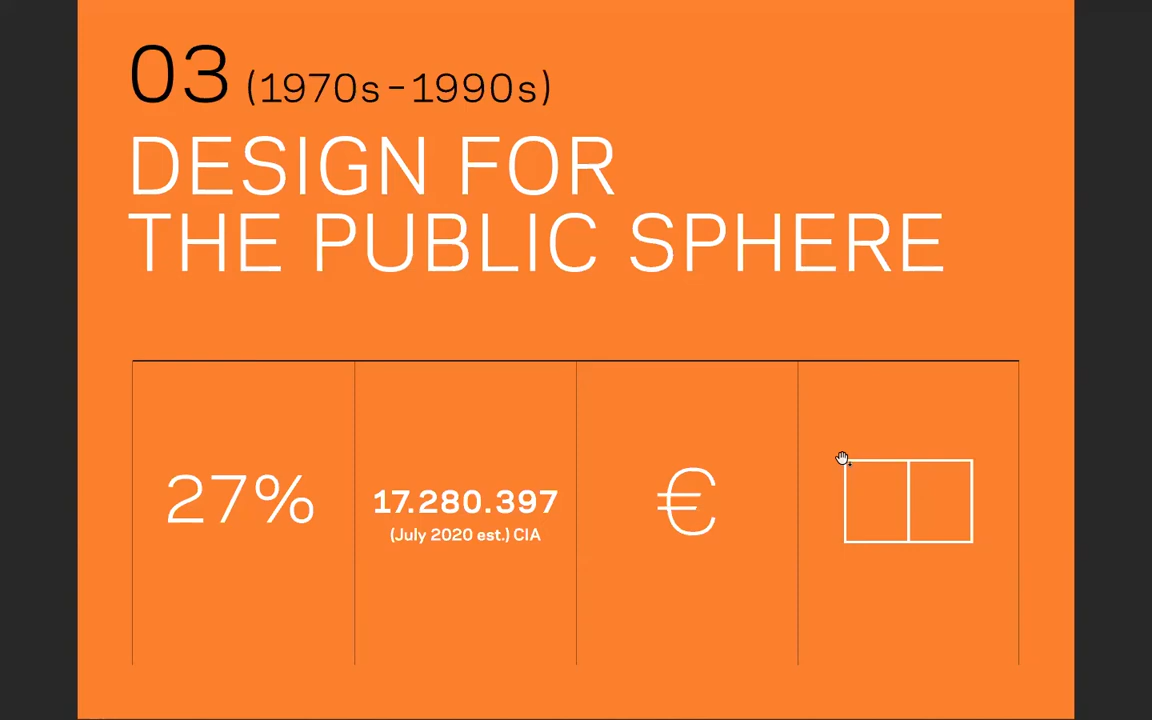 03 (1970s-1990s)
DESIGN FOR
THE PUBLIC SPHERE
27%
17.280.397
(July 2020 est.) CIA
€